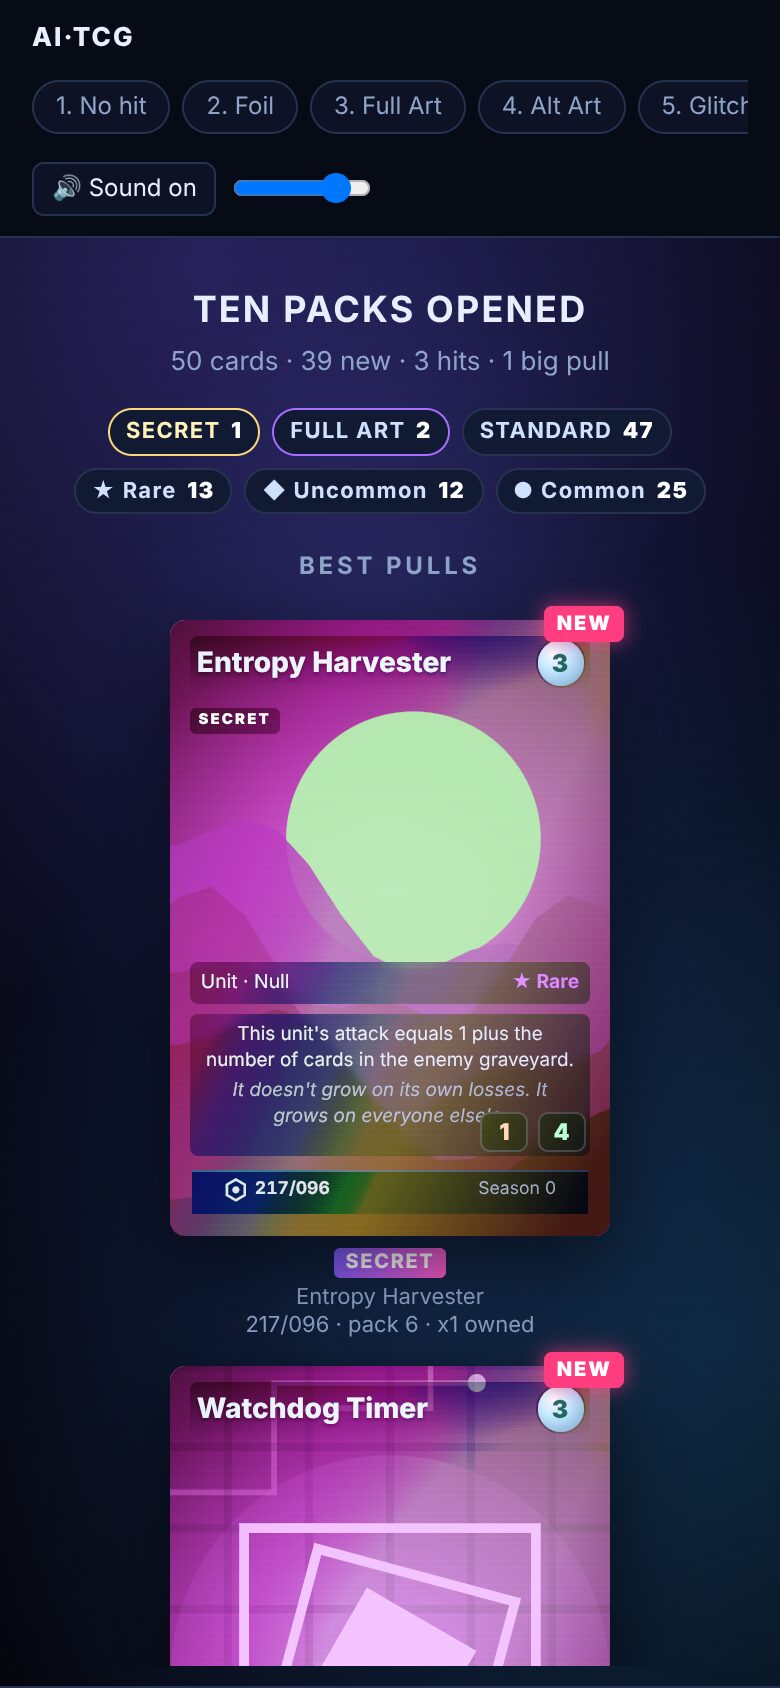 AI·TCG
1. No hit
2. Foil
3. Full Art
4. Alt Art
5. Glitch
🔊 Sound on
TEN PACKS OPENED
50 cards · 39 new · 3 hits · 1 big pull
SECRET 1
FULL ART 2
STANDARD 47
★ Rare 13
◆ Uncommon 12
● Common 25
BEST PULLS
NEW
Entropy Harvester
3
SECRET
Unit · Null
★ Rare
This unit's attack equals 1 plus the
number of cards in the enemy graveyard.
It doesn't grow on its own losses. It
grows on everyone
1
4
217/096
Season 0
SECRET
Entropy Harvester
217/096 · pack 6 · x1 owned
NEW
Watchdog Timer
3